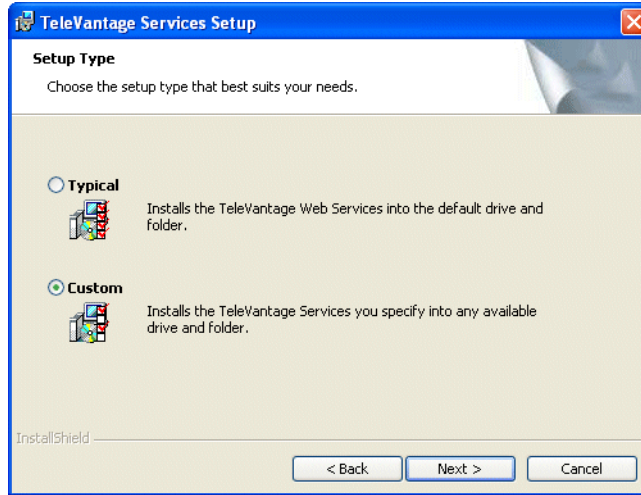 TeleVantage Services Setup
Setup Type
Choose the setup type that best suits your needs.
Typical
Installs the TeleVantage Web Services into the default drive and
folder.
Custom
Installs the TeleVantage Services you specify into any available
drive and folder.
InstallShield
< Back
Next >
Cancel